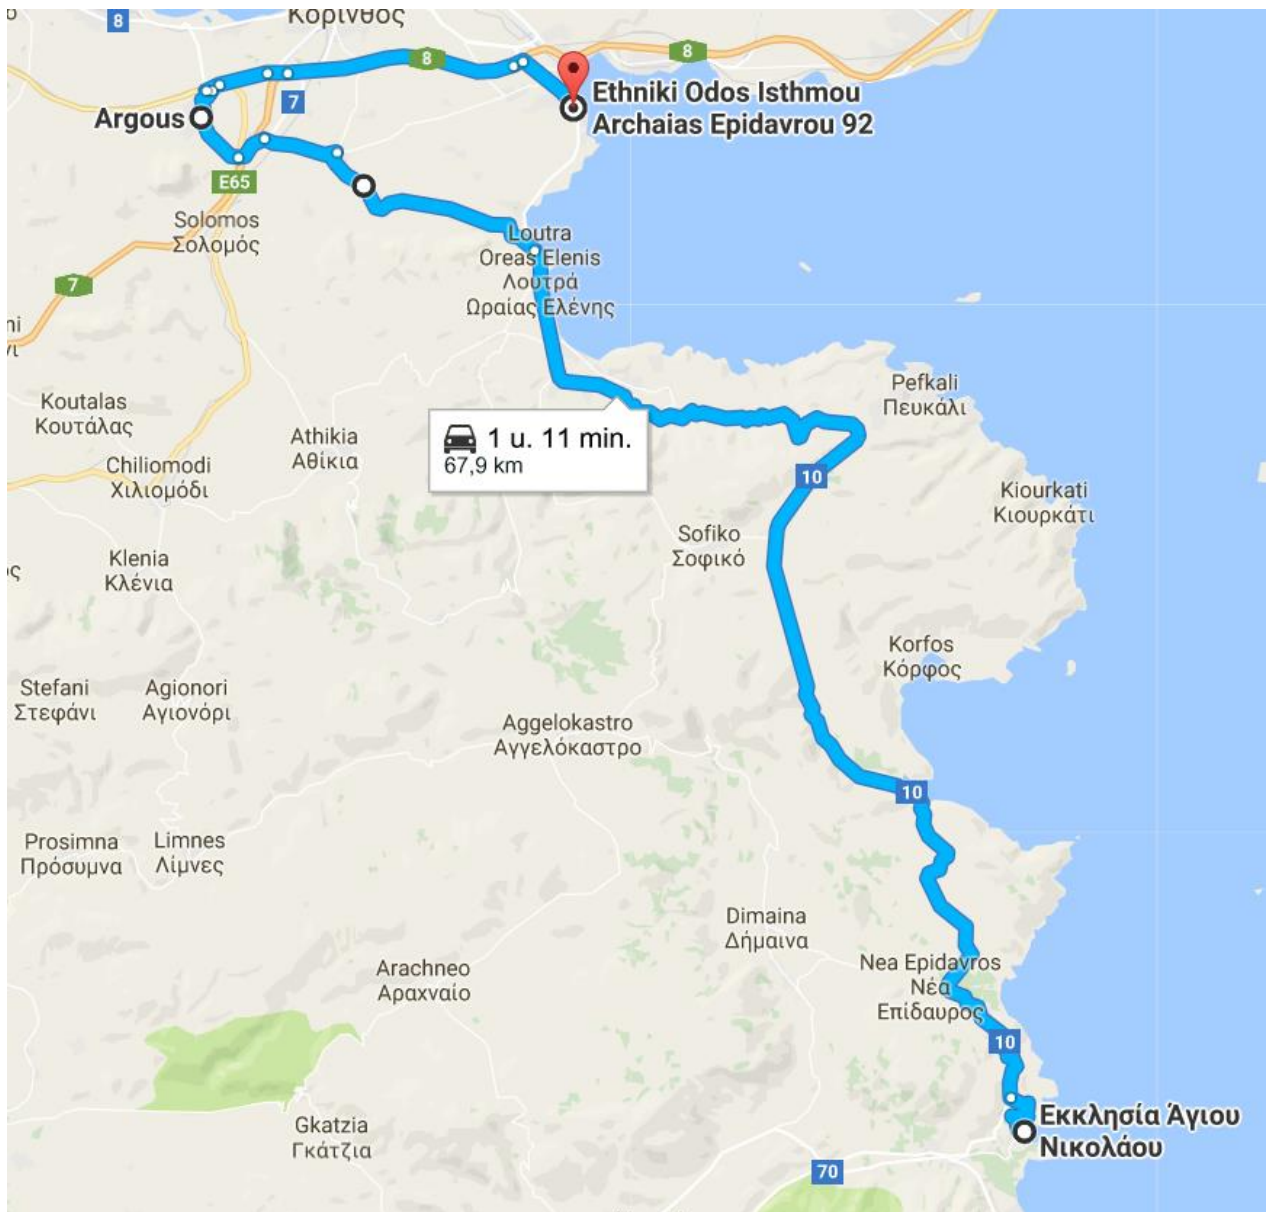 8
Κόρινθος
8
8
7
Argous
Ethniki Odos Isthmou
Archaias Epidavrou 92
E65
Solomos
Σολομός
Loutra
Oreas Elenis
Λουτρά
Ωραίας Ελένης
7
Koutalas
Κουτάλας
Athikia
Αθίκια
1 u. 11 min.
67,9 km
Pefkali
Πευκάλι
Chiliomodi
Χιλιομόδι
10
Kiourkati
Κιουρκάτι
Sofiko
Σοφικό
Klenia
Κλένια
Korfos
Κόρφος
Stefani
Στεφάνι
Agionori
Αγιονόρι
Aggelokastro
Αγγελόκαστρο
10
Prosimna
Πρόσυμνα
Limnes
Λίμνες
Dimaina
Δήμαινα
Arachneo
Αραχναίο
Nea Epidavros
Νέα
Επίδαυρος
10
Gkatzia
Γκάτζια
Εκκλησία Άγιου
Νικολάου
70